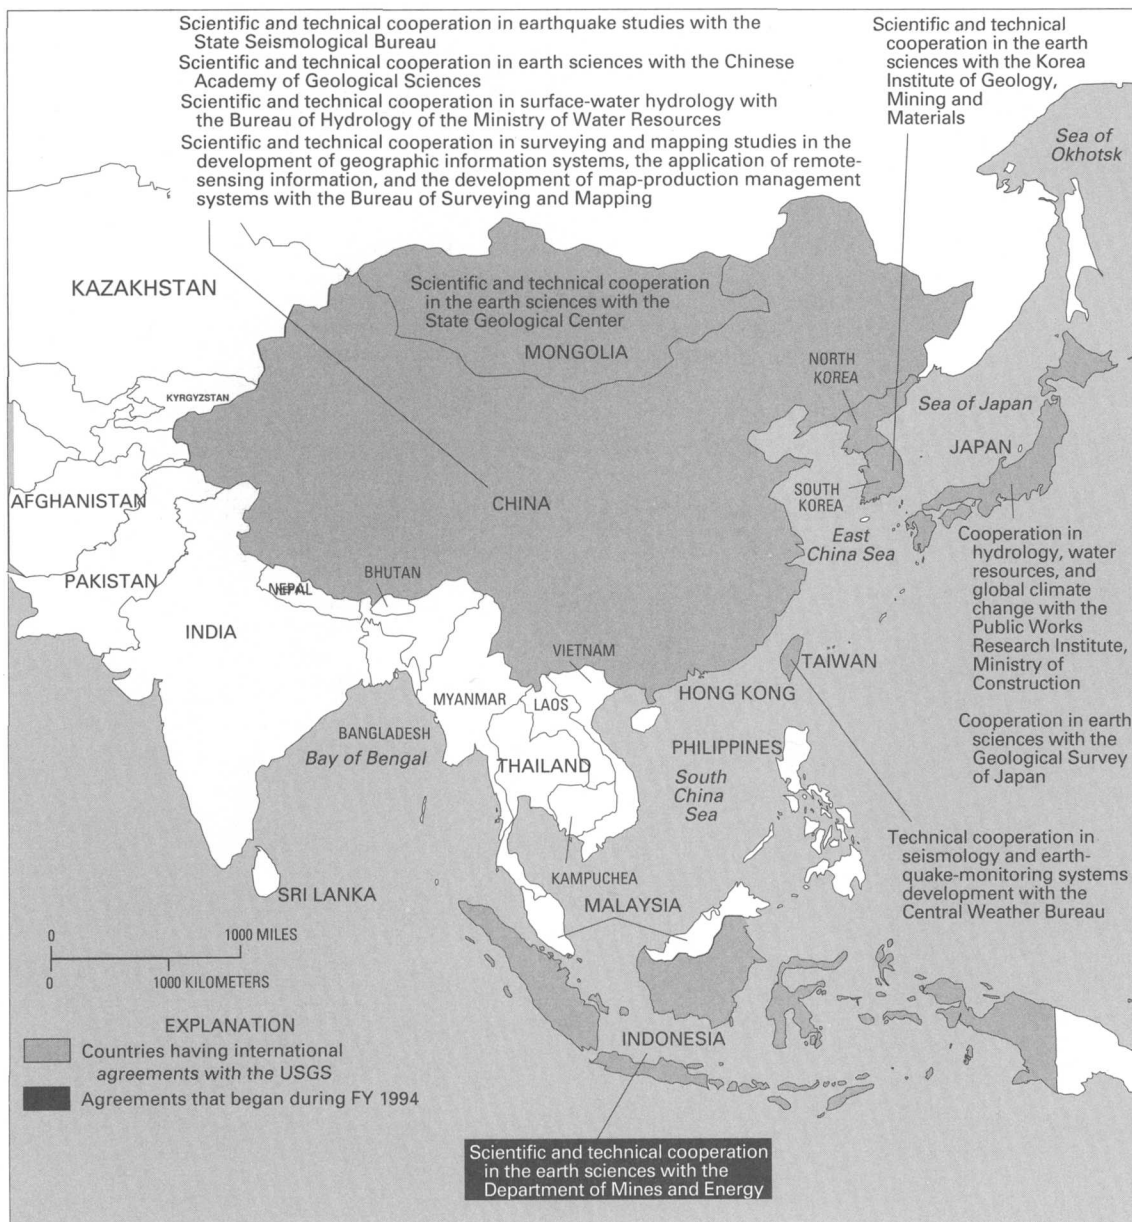 Scientific and technical cooperation in earthquake studies with the
State Seismological Bureau
Scientific and technical cooperation in earth sciences with the Chinese
Academy of Geological Sciences
Scientific and technical cooperation in surface-water hydrology with
the Bureau of Hydrology of the Ministry of Water Resources
Scientific and technical cooperation in surveying and mapping studies in the
development of geographic information systems, the application of remote-
sensing information, and the development of map-production management
systems with the Bureau of Surveying and Mapping
Scientific and technical
cooperation in the earth
sciences with the Korea
Institute of Geology,
Mining and
Materials
Sea of
Okhotsk
KAZAKHSTAN
Scientific and technical cooperation
in the earth sciences with the
State Geological Center
MONGOLIA
NORTH
KOREA
KYRGYZSTAN
Sea of Japan
JAPAN
AFGHANISTAN
CHINA
SOUTH
KOREA
East
China Sea
Cooperation in
hydrology, water
resources, and
global climate
change with the
Public Works
Research Institute,
Ministry of
Construction
Cooperation in earth
sciences with the
Geological Survey
of Japan
PAKISTAN
NEPAL
BHUTAN
INDIA
VIETNAM
TAIWAN
MYANMAR
LAOS
HONG KONG
BANGLADESH
Bay of Bengal
THAILAND
PHILIPPINES
South
China
Sea
Technical cooperation in
seismology and earth-
quake-monitoring systems
development with the
Central Weather Bureau
KAMPUCHEA
SRI LANKA
MALAYSIA
0 1000 MILES
0 1000 KILOMETERS
INDONESIA
EXPLANATION
Countries having international
agreements with the USGS
Agreements that began during FY 1994
Scientific and technical cooperation
in the earth sciences with the
Department of Mines and Energy